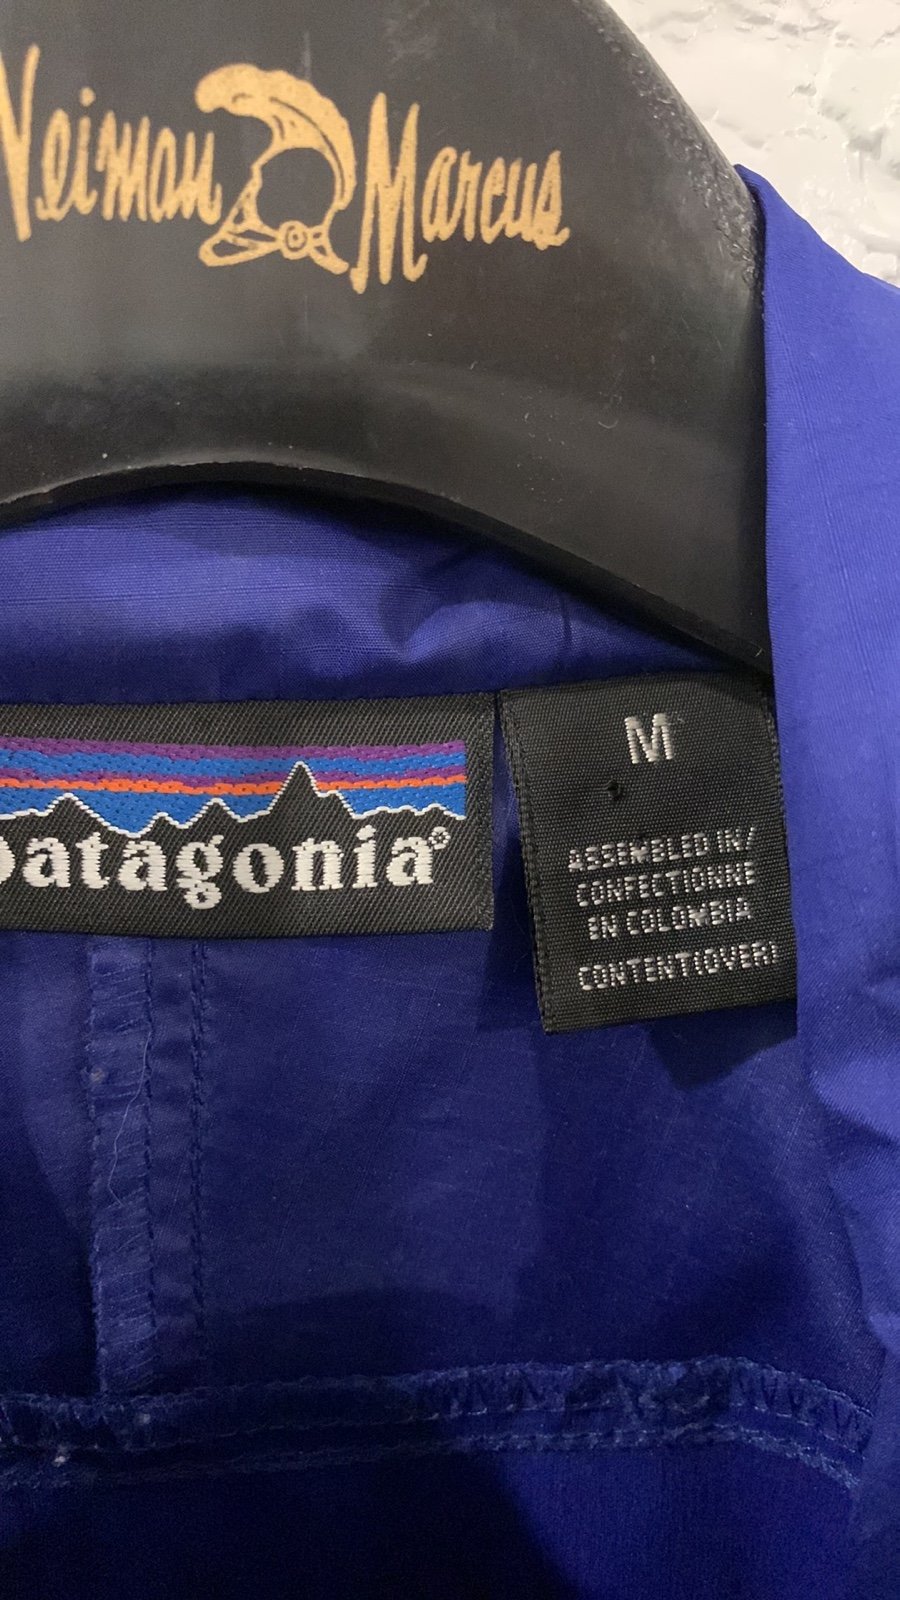 Neiman Marcus
patagonia®
M
ASSEMBLED IN/
CONFECTIONNE
EN COLOMBIA
CONTENT(OVER)